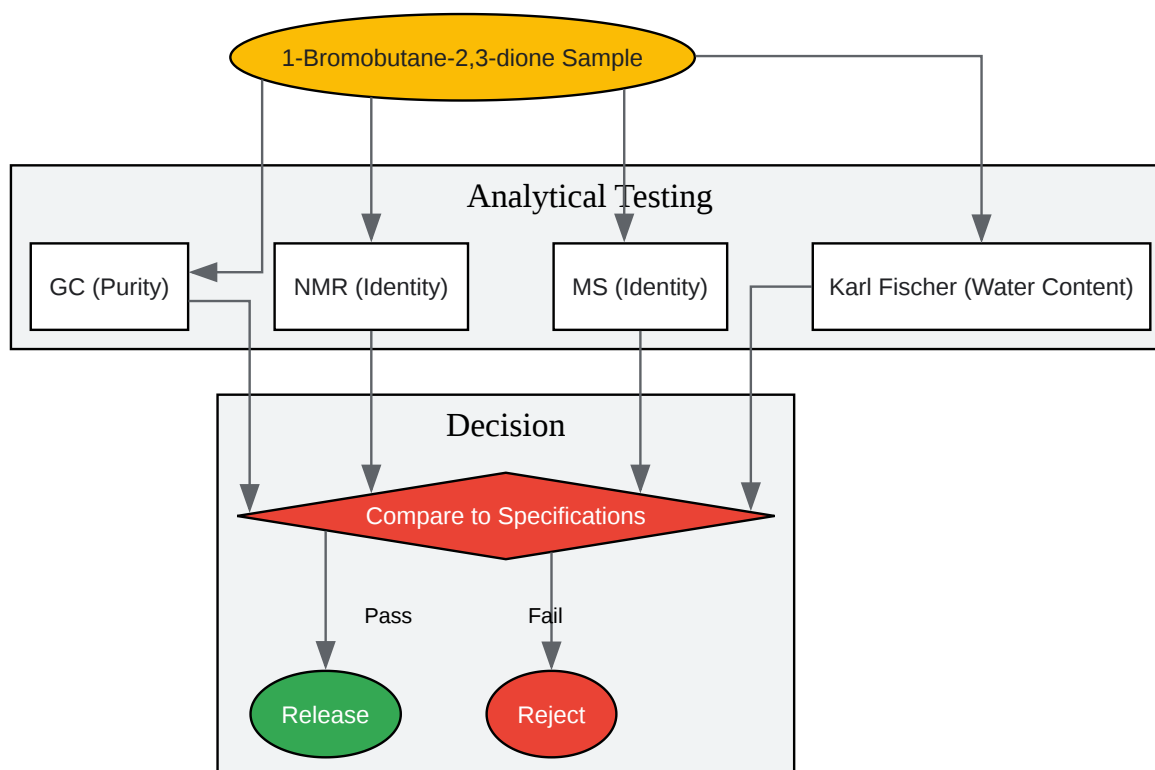 1-Bromobutane-2,3-dione Sample
Analytical Testing
GC (Purity)
NMR (Identity)
MS (Identity)
Karl Fischer (Water Content)
Decision
Compare to Specifications
Pass
Fail
Release
Reject